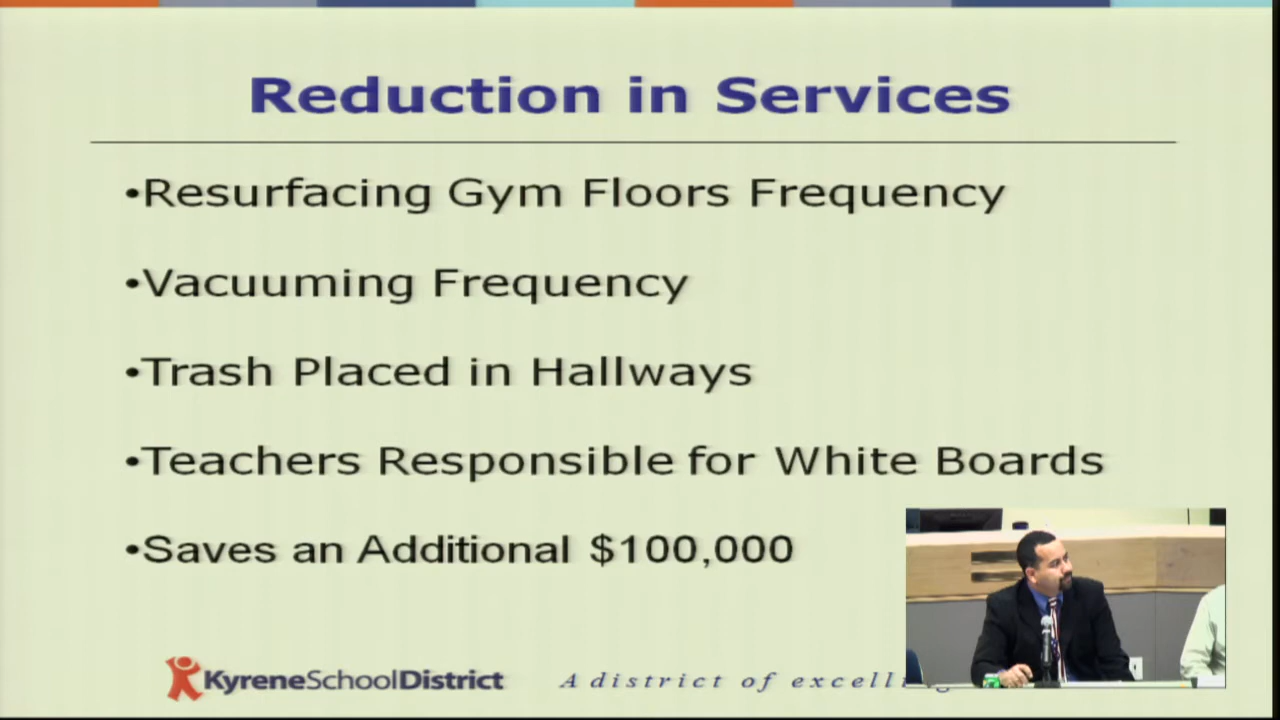 Reduction in Services
•Resurfacing Gym Floors Frequency
•Vacuuming Frequency
•Trash Placed in Hallways
•Teachers Responsible for White Boards
•Saves an Additional $100,000
KyreneSchoolDistrict
A district of